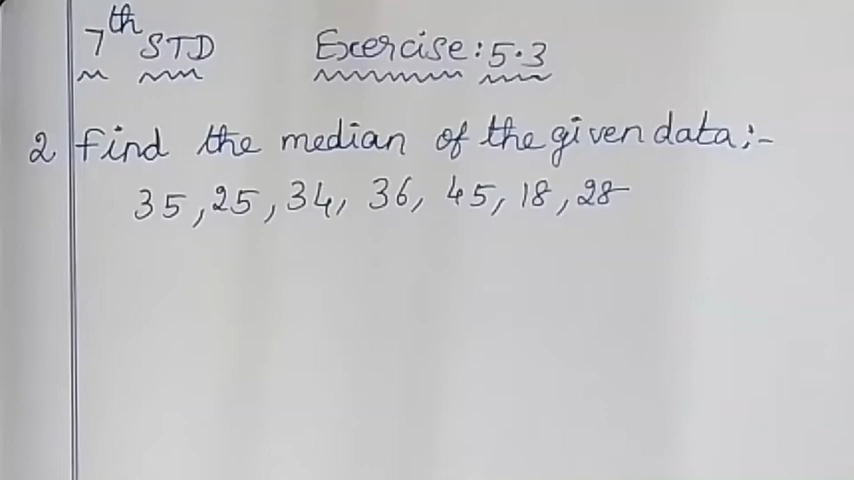 7th STD Exercise: 5.3
2 Find the median of the given data:-
35, 25, 34, 36, 45, 18, 28